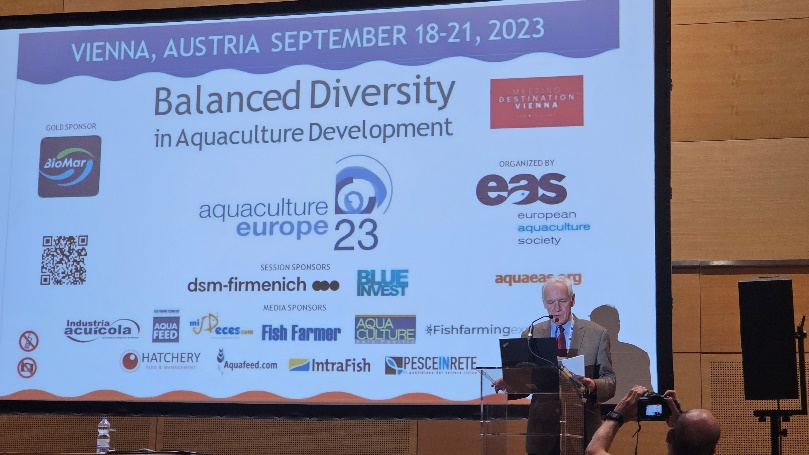 VIENNA, AUSTRIA SEPTEMBER 18-21, 2023
Balanced Diversity
in Aquaculture Development
MEETING
DESTINATION
VIENNA
GOLD SPONSOR
BioMar
ORGANIZED BY
eas
european
aquaculture
society
aquaculture
europe 23
SESSION SPONSORS
dsm-firmenich
BLUE
INVEST
aquaeas.org
MEDIA SPONSORS
Industria
acuícola
AQUA
FEED
misPeces.com
Fish Farmer
AQUA
CULTURE
Fishfarmingex
HATCHERY
FEED & MANAGEMENT
Aquafeed.com
IntraFish
PESCEINRETE